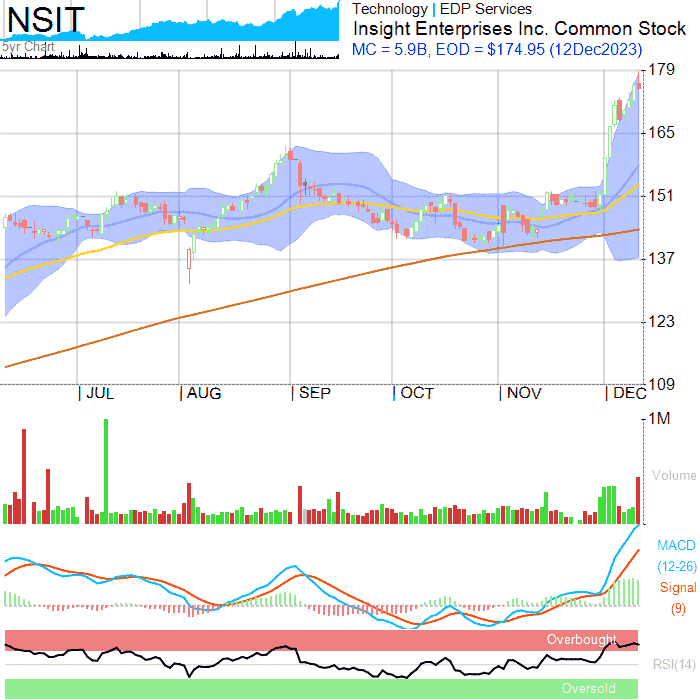 NSIT
5yr Chart
Technology | EDP Services
Insight Enterprises Inc. Common Stock
MC = 5.9B, EOD = $174.95 (12Dec2023)
179
165
151
137
123
109
| JUL | AUG | SEP | OCT | NOV | DEC
1M
Volume
MACD
(12-26)
Signal
(9)
Overbought
RSI(14)
Oversold